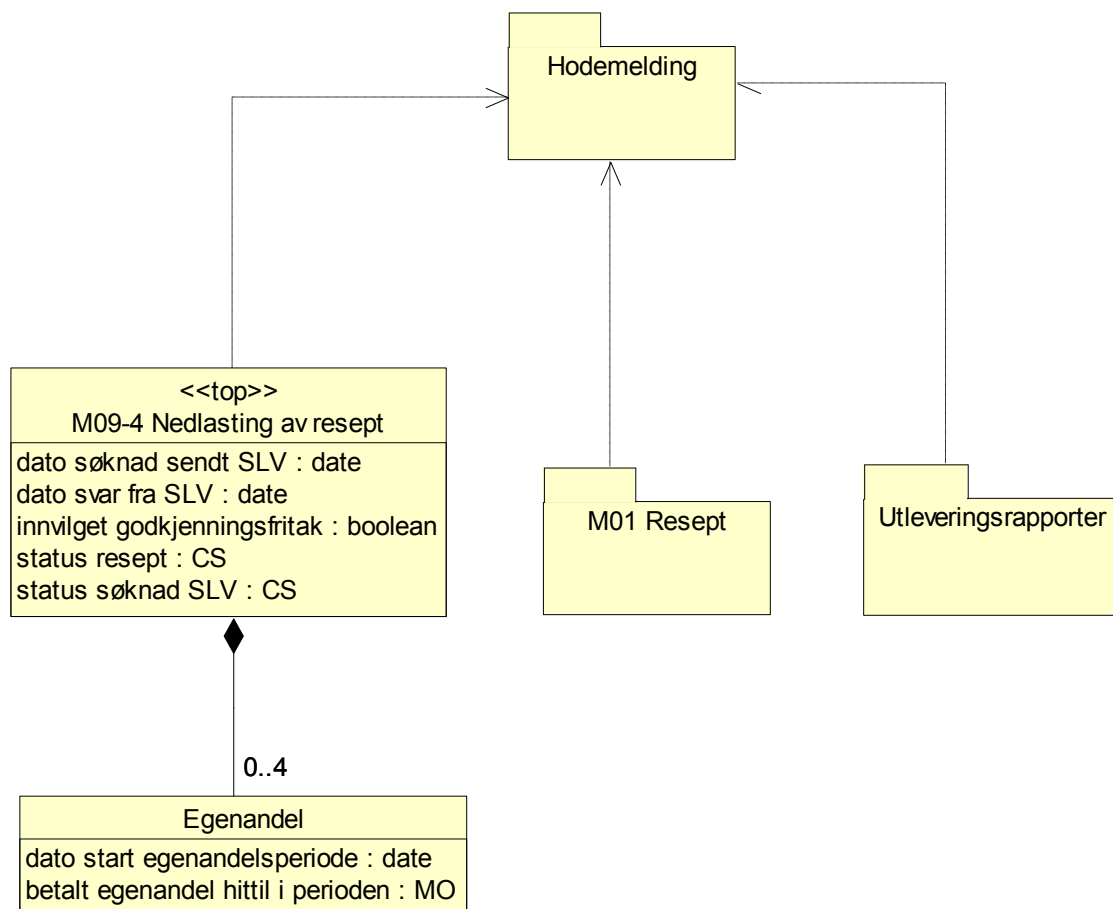 Hodemelding
<<top>>
M09-4 Nedlasting av resept
dato søknad sendt SLV : date
dato svar fra SLV : date
innvilget godkjenningsfritak : boolean
status resept : CS
status søknad SLV : CS
M01 Resept
Utleveringsrapporter
0..4
Egenandel
dato start egenandelsperiode : date
betalt egenandel hittil i perioden : MO